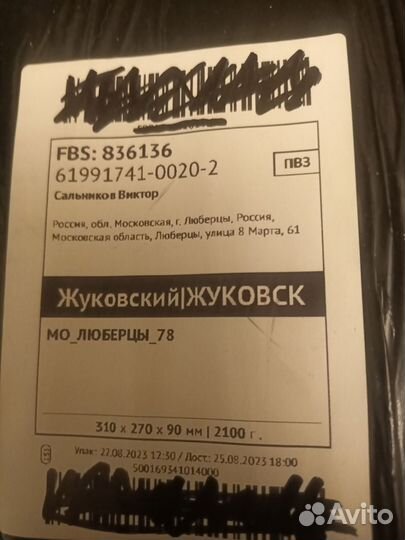 FBS: 836136
61991741-0020-2
ПВЗ
Сальников Виктор
Россия, обл. Московская, г. Люберцы, Россия,
Московская область, Люберцы, улица 8 Марта, 61
Жуковский|ЖУКОВСК
МО_ЛЮБЕРЦЫ_78
310 x 270 x 90 мм | 2100 г.
Упак: 22.08.2023 12:30 / Дост: 25.08.2023 18:00
500169341014000
Avito